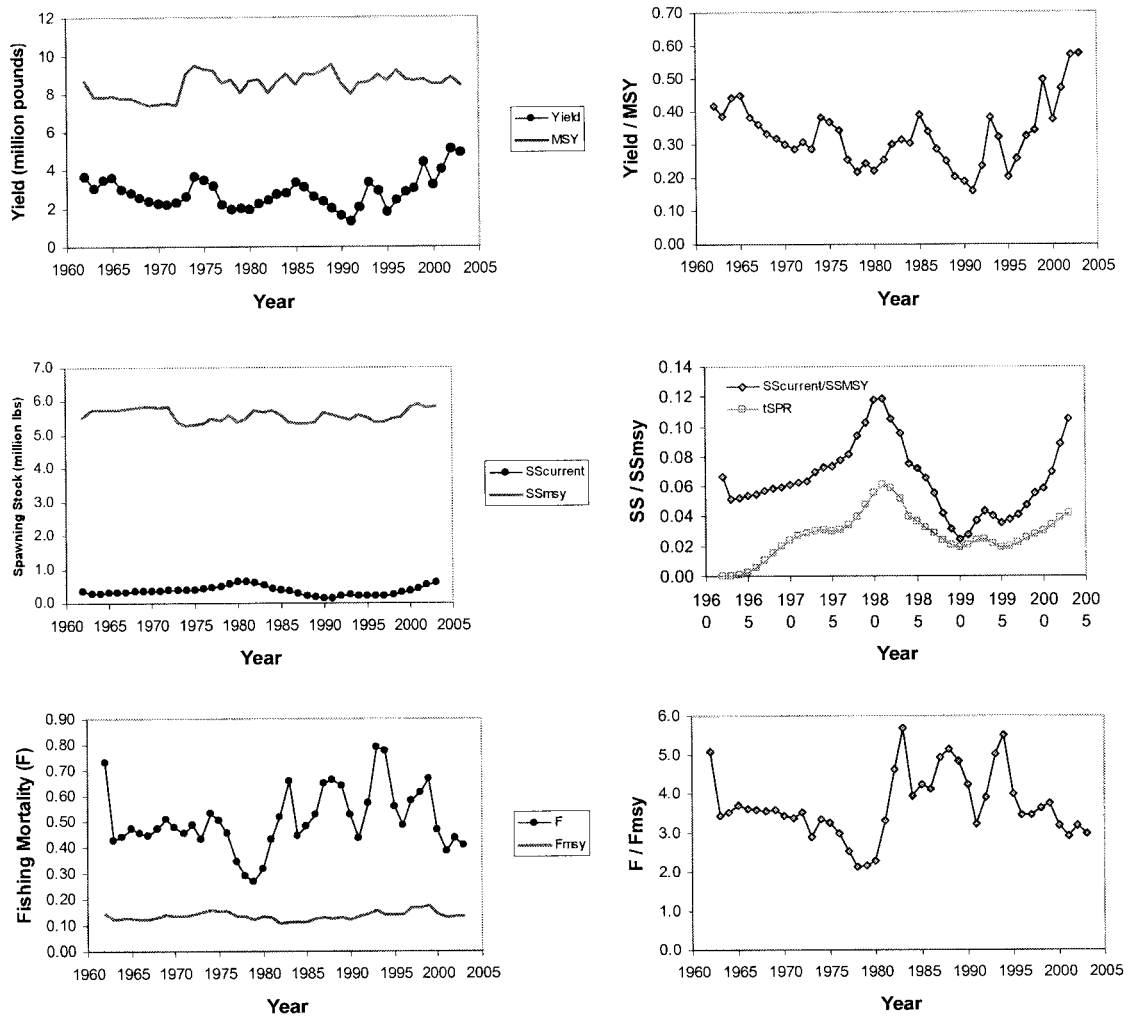 12
10
8
6
4
2
0
Yield (million pounds)
1960 1965 1970 1975 1980 1985 1990 1995 2000 2005
Year
Yield
MSY
0.70
0.60
0.50
0.40
0.30
0.20
0.10
0.00
Yield / MSY
1960 1965 1970 1975 1980 1985 1990 1995 2000 2005
Year
7.0
6.0
5.0
4.0
3.0
2.0
1.0
0.0
Spawning Stock (million lbs)
1960 1965 1970 1975 1980 1985 1990 1995 2000 2005
Year
SScurrent
SSmsy
0.14
0.12
0.10
0.08
0.06
0.04
0.02
0.00
SS / SSmsy
SScurrent/SSMSY
tSPR
196 196 197 197 198 198 199 199 200 200
0 5 0 5 0 5 0 5 0 5
Year
0.90
0.80
0.70
0.60
0.50
0.40
0.30
0.20
0.10
0.00
Fishing Mortality (F)
1960 1965 1970 1975 1980 1985 1990 1995 2000 2005
Year
F
Fmsy
6.0
5.0
4.0
3.0
2.0
1.0
0.0
F / Fmsy
1960 1965 1970 1975 1980 1985 1990 1995 2000 2005
Year